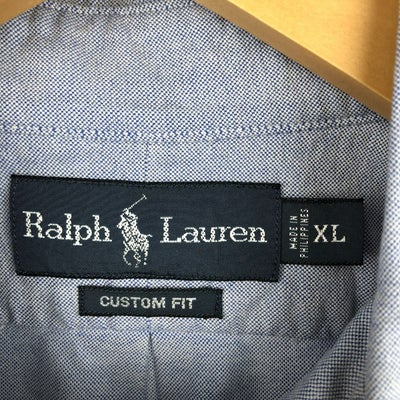 Ralph Lauren
MADE IN
PHILIPPINES
XL
CUSTOM FIT